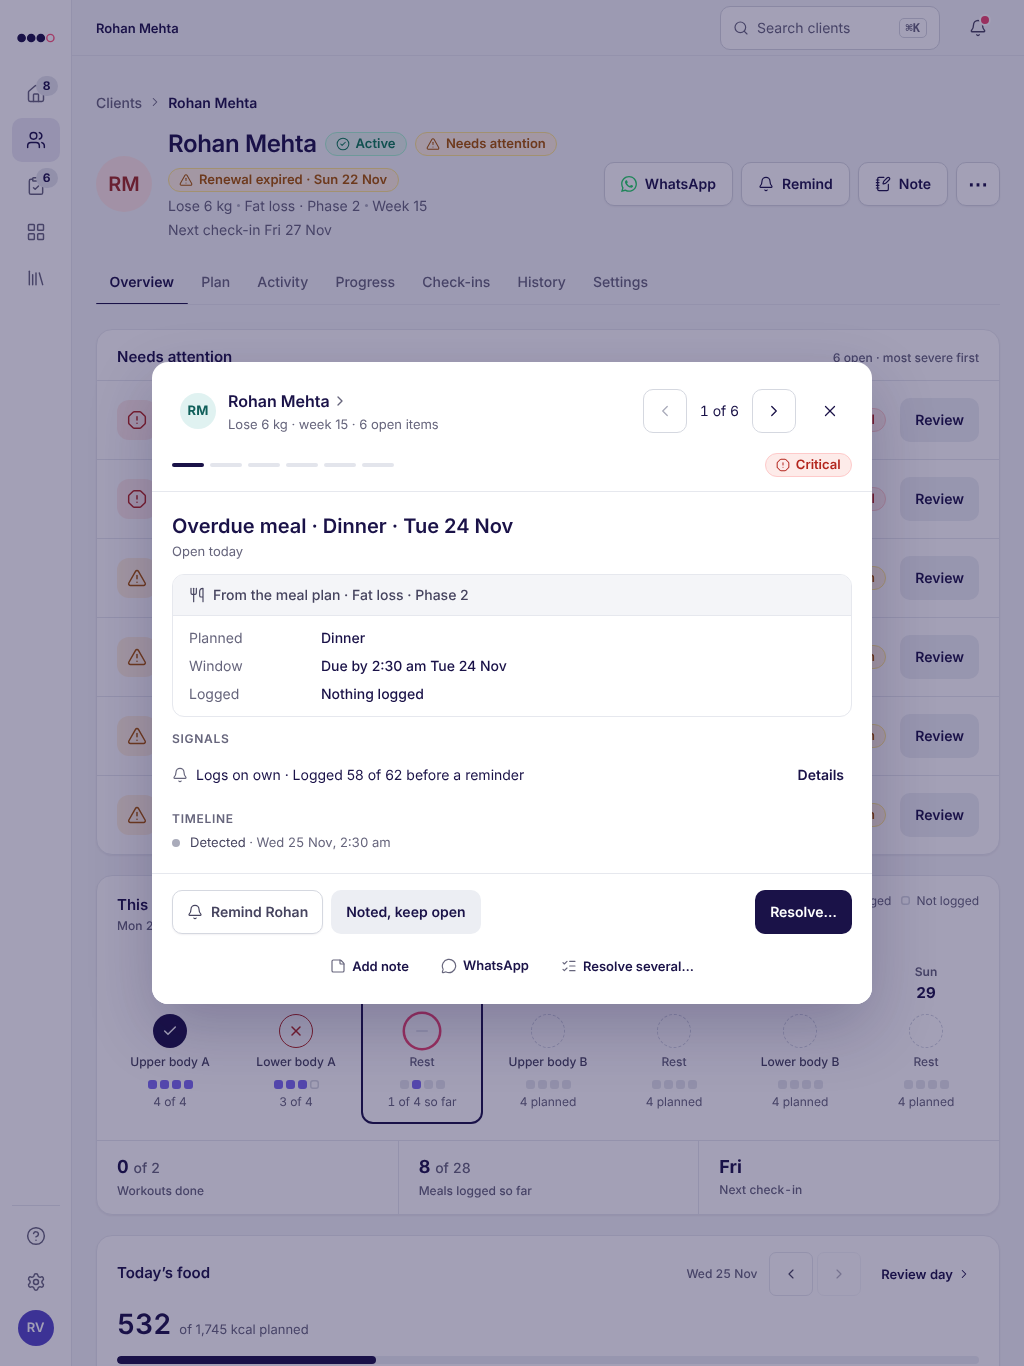 Rohan Mehta
Search clients
⌘K
8
6
Clients > Rohan Mehta
RM
Rohan Mehta
Active
Needs attention
Renewal expired · Sun 22 Nov
Lose 6 kg · Fat loss · Phase 2 · Week 15
Next check-in Fri 27 Nov
WhatsApp
Remind
Note
Overview
Plan
Activity
Progress
Check-ins
History
Settings
Needs attention
6 open · most severe first
Review
Review
Review
Review
Review
Review
RM
Rohan Mehta
Lose 6 kg · week 15 · 6 open items
1 of 6
Critical
Overdue meal · Dinner · Tue 24 Nov
Open today
From the meal plan · Fat loss · Phase 2
Planned Dinner
Window Due by 2:30 am Tue 24 Nov
Logged Nothing logged
SIGNALS
Logs on own · Logged 58 of 62 before a reminder
Details
TIMELINE
Detected · Wed 25 Nov, 2:30 am
Remind Rohan
Noted, keep open
Resolve...
Add note
WhatsApp
Resolve several...
This
Mon 2
Not logged
Sun
29
Upper body A
Lower body A
Rest
Upper body B
Rest
Lower body B
Rest
4 of 4
3 of 4
1 of 4 so far
4 planned
4 planned
4 planned
4 planned
0 of 2
Workouts done
8 of 28
Meals logged so far
Fri
Next check-in
Today's food
Wed 25 Nov
Review day
532 of 1,745 kcal planned
RV